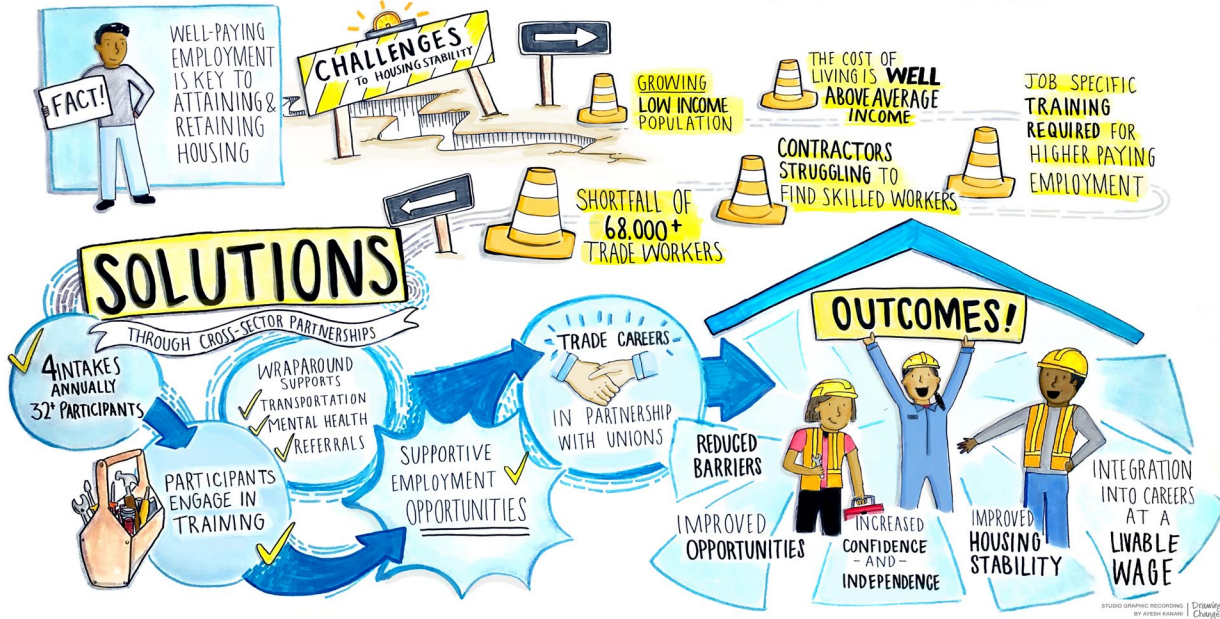 WELL-PAYING
EMPLOYMENT
IS KEY TO
ATTAINING &
RETAINING
HOUSING
FACT!
CHALLENGES
TO HOUSING STABILITY
GROWING
LOW INCOME
POPULATION
THE COST OF
LIVING IS WELL
ABOVE AVERAGE
INCOME
JOB SPECIFIC
TRAINING
REQUIRED FOR
HIGHER PAYING
EMPLOYMENT
CONTRACTORS
STRUGGLING TO
FIND SKILLED WORKERS
SHORTFALL OF
68.000+
TRADE WORKERS
SOLUTIONS
THROUGH CROSS-SECTOR PARTNERSHIPS
4 INTAKES
ANNUALLY
32+ PARTICIPANTS
WRAPAROUND
SUPPORTS
TRANSPORTATION
MENTAL HEALTH
REFERRALS
PARTICIPANTS
ENGAGE IN
TRAINING
SUPPORTIVE
EMPLOYMENT
OPPORTUNITIES
TRADE CAREERS
IN PARTNERSHIP
WITH UNIONS
OUTCOMES!
REDUCED
BARRIERS
IMPROVED
OPPORTUNITIES
INCREASED
CONFIDENCE
-AND-
INDEPENDENCE
IMPROVED
HOUSING
STABILITY
INTEGRATION
INTO CAREERS
AT A
LIVABLE
WAGE
STUDIO GRAPHIC RECORDING
BY AYESH KANANI
Drawing
Change